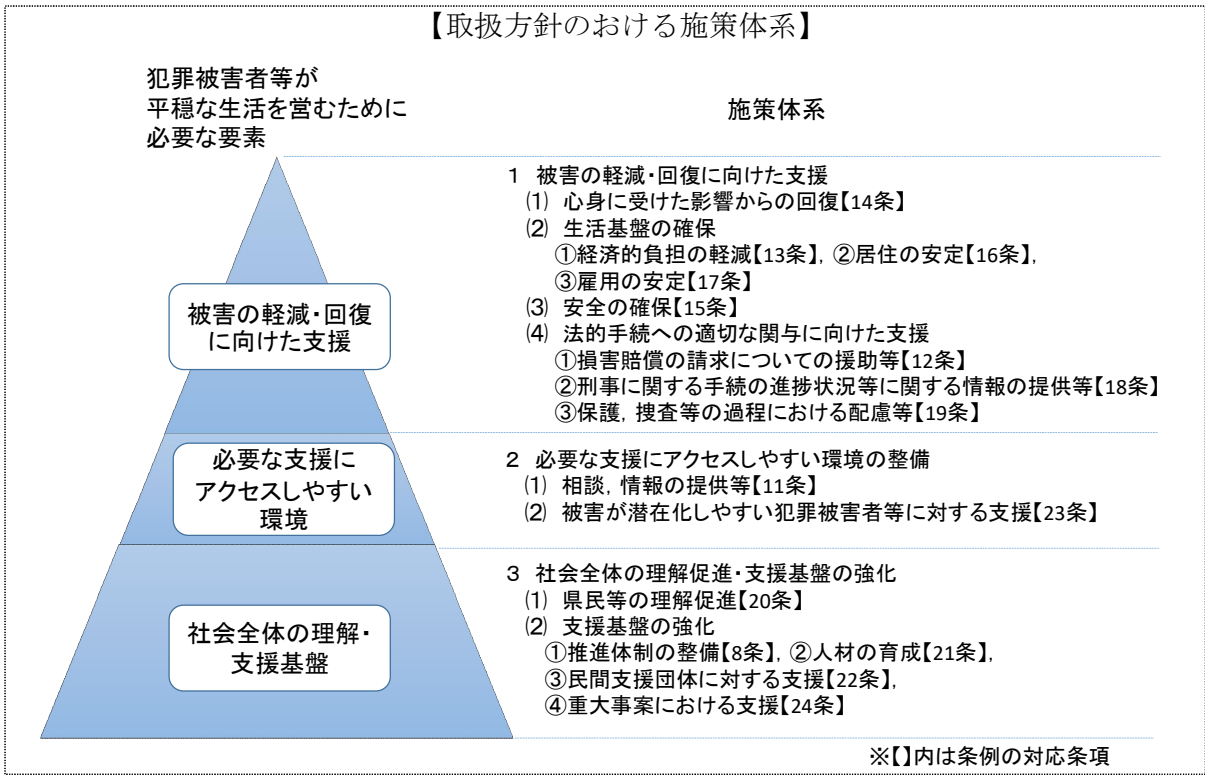 【取扱方針のおける施策体系】
犯罪被害者等が
平穏な生活を営むために
必要な要素
施策体系
被害の軽減・回復
に向けた支援
必要な支援に
アクセスしやすい
環境
社会全体の理解・
支援基盤
1 被害の軽減・回復に向けた支援
⑴ 心身に受けた影響からの回復【14条】
⑵ 生活基盤の確保
①経済的負担の軽減【13条】，②居住の安定【16条】，
③雇用の安定【17条】
⑶ 安全の確保【15条】
⑷ 法的手続への適切な関与に向けた支援
①損害賠償の請求についての援助等【12条】
②刑事に関する手続の進捗状況等に関する情報の提供等【18条】
③保護，捜査等の過程における配慮等【19条】
2 必要な支援にアクセスしやすい環境の整備
⑴ 相談，情報の提供等【11条】
⑵ 被害が潜在化しやすい犯罪被害者等に対する支援【23条】
3 社会全体の理解促進・支援基盤の強化
⑴ 県民等の理解促進【20条】
⑵ 支援基盤の強化
①推進体制の整備【8条】，②人材の育成【21条】，
③民間支援団体に対する支援【22条】，
④重大事案における支援【24条】
※【】内は条例の対応条項